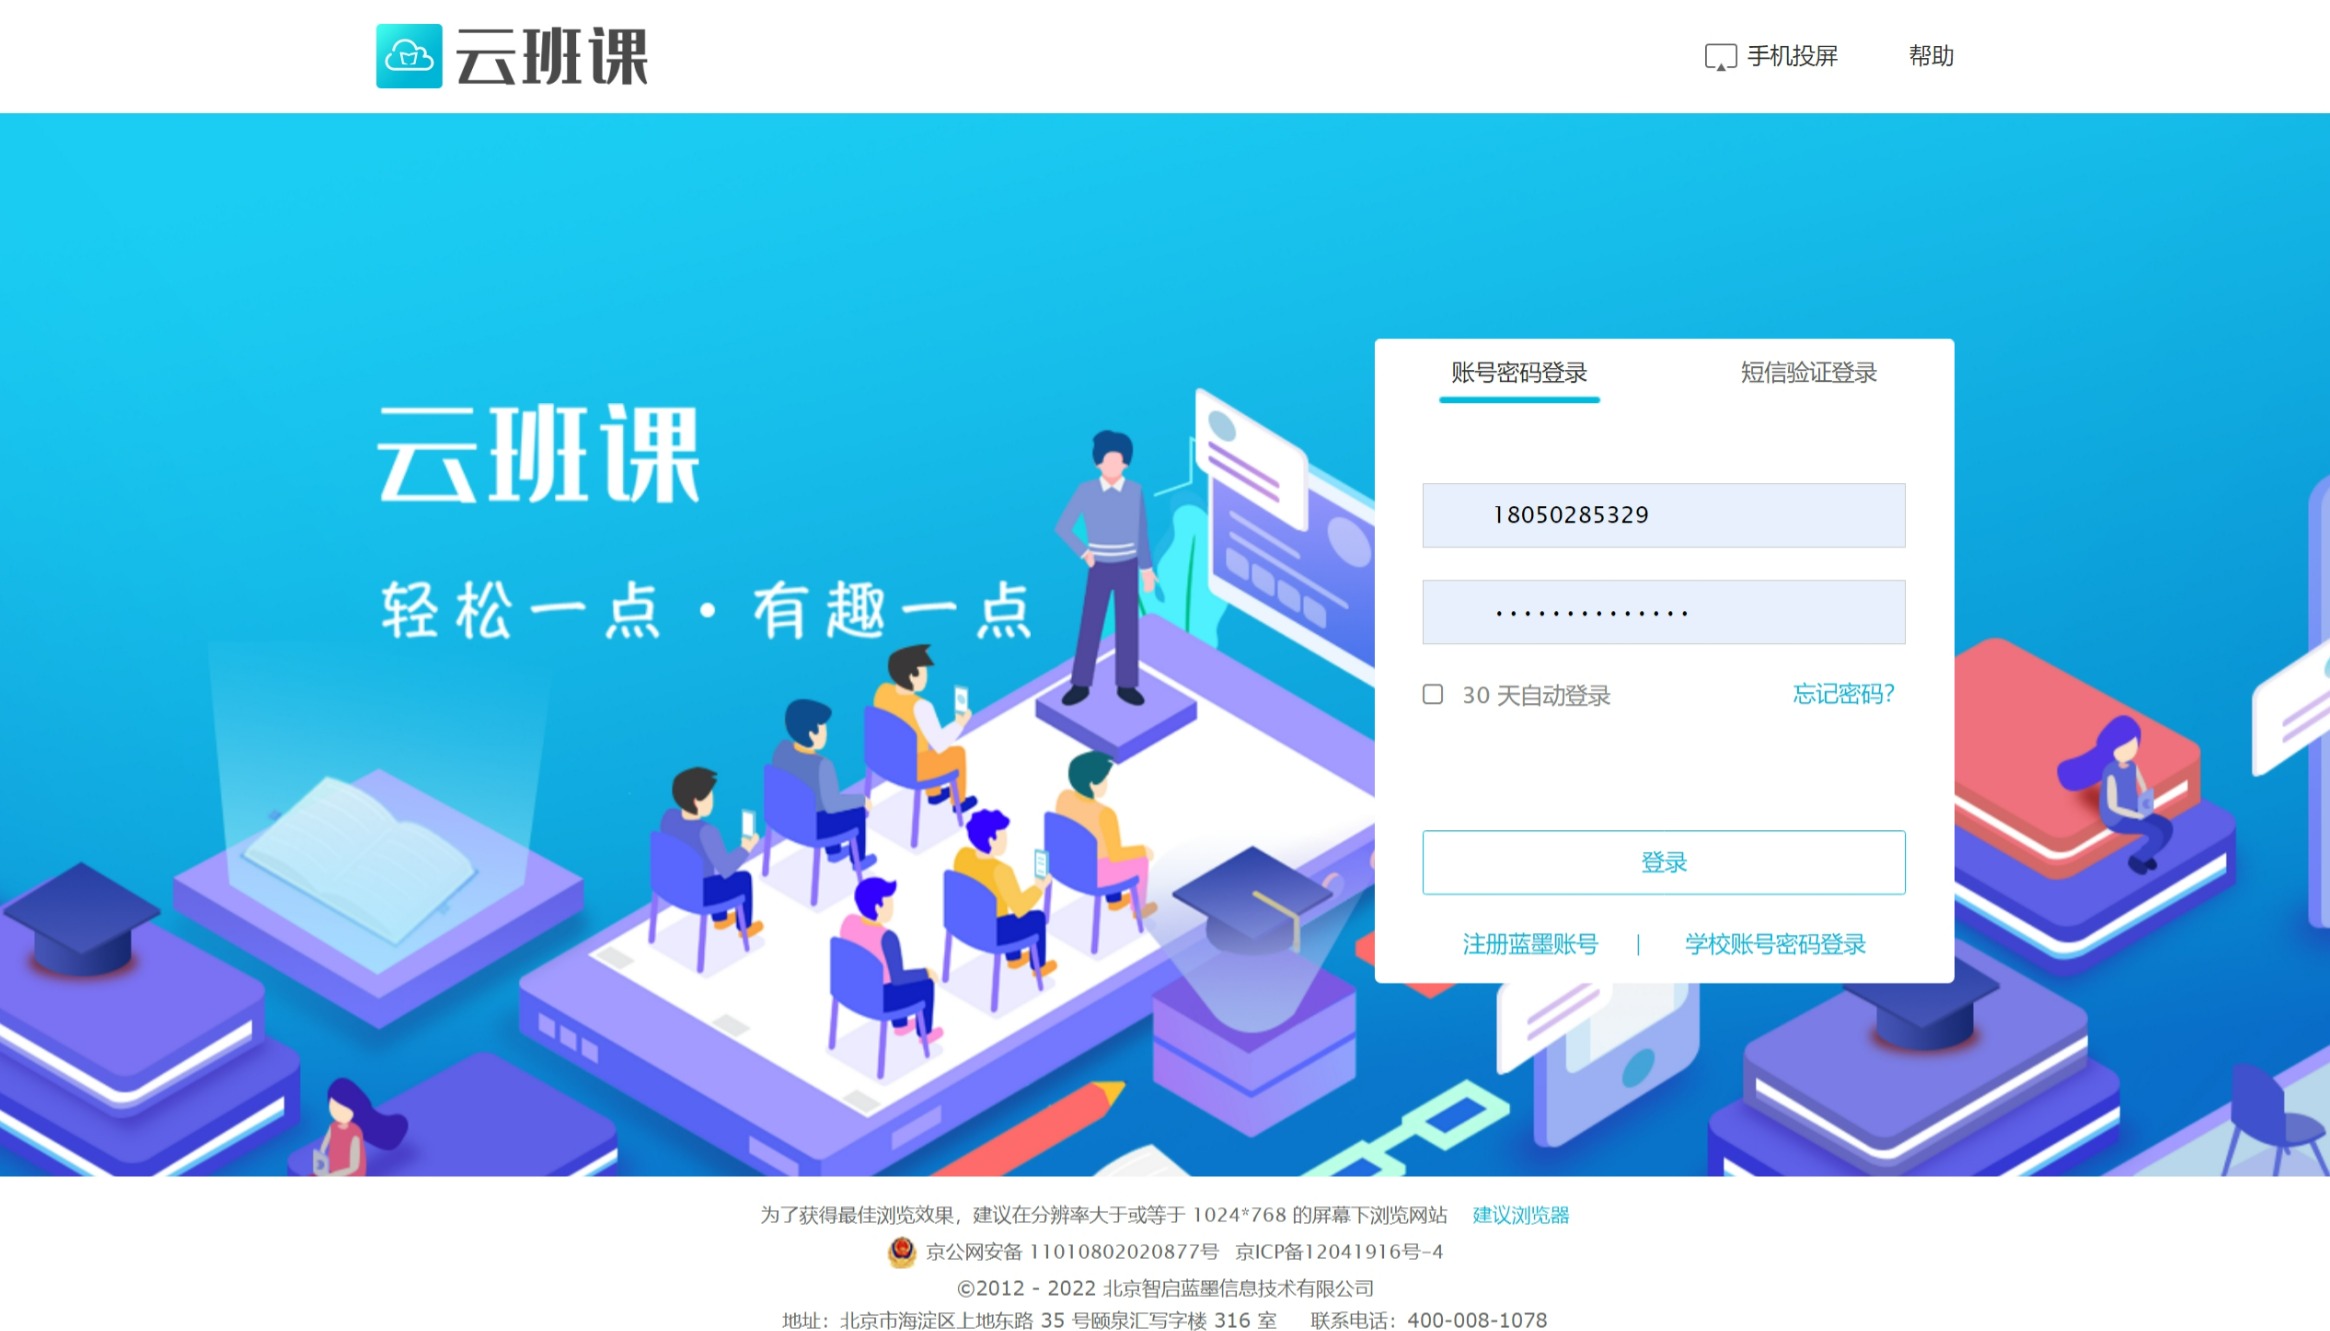 云班课
手机投屏 帮助
云班课
轻松一点·有趣一点
账号密码登录 短信验证登录
18050285329
··············
30 天自动登录 忘记密码?
登录
注册蓝墨账号 | 学校账号密码登录
为了获得最佳浏览效果，建议在分辨率大于或等于 1024*768 的屏幕下浏览网站 建议浏览器
京公网安备 11010802020877号 京ICP备12041916号-4
©2012 - 2022 北京智启蓝墨信息技术有限公司
地址：北京市海淀区上地东路 35 号颐泉汇写字楼 316 室 联系电话：400-008-1078